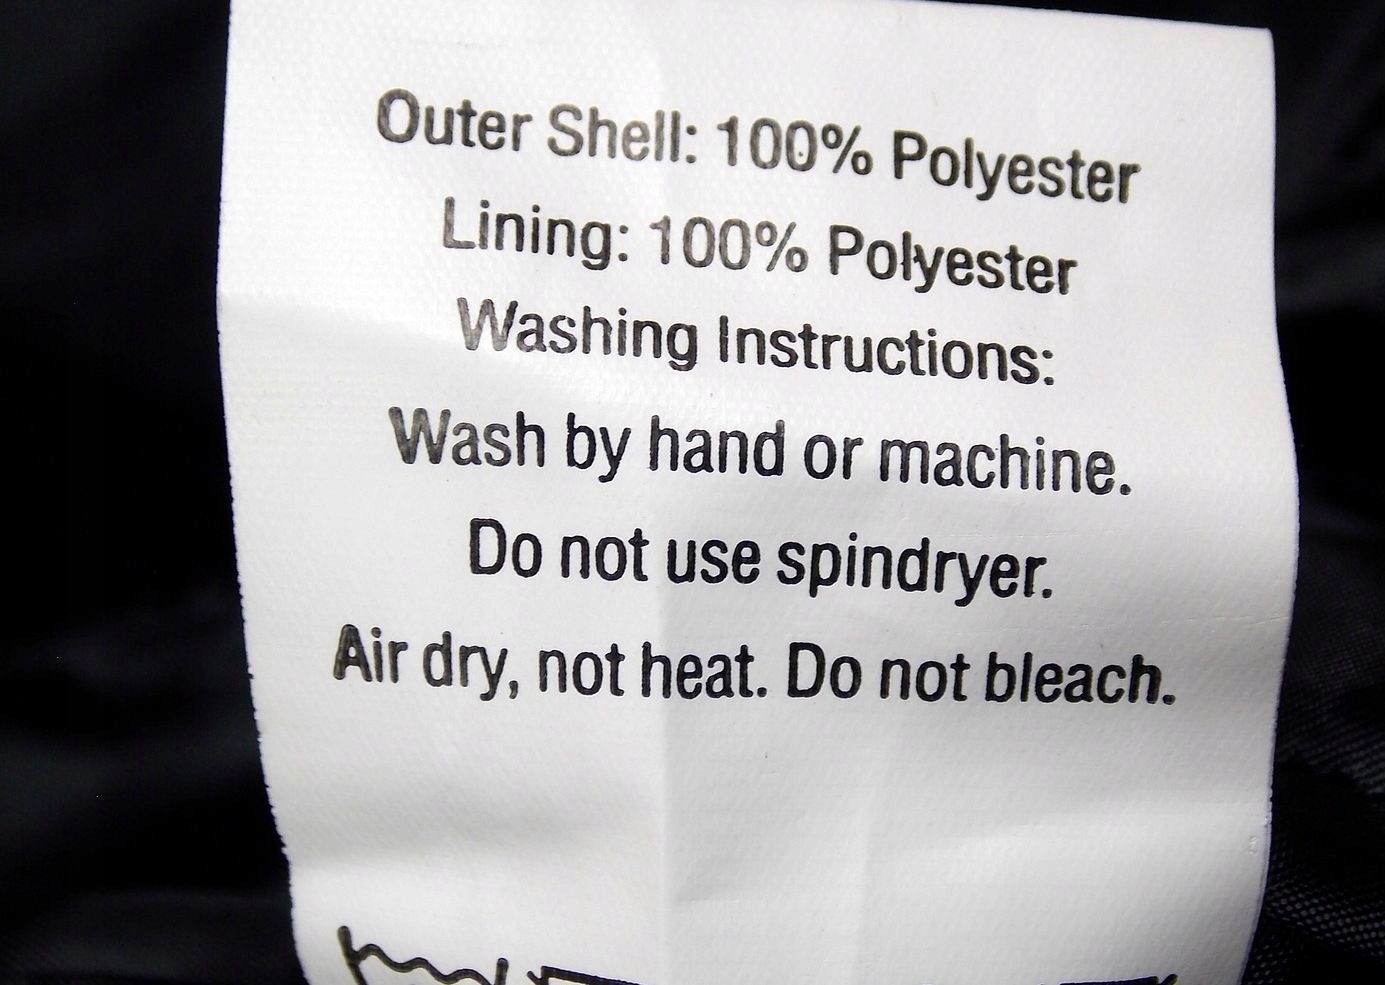 Outer Shell: 100% Polyester
Lining: 100% Polyester
Washing Instructions:
Wash by hand or machine.
Do not use spindryer.
Air dry, not heat. Do not bleach.